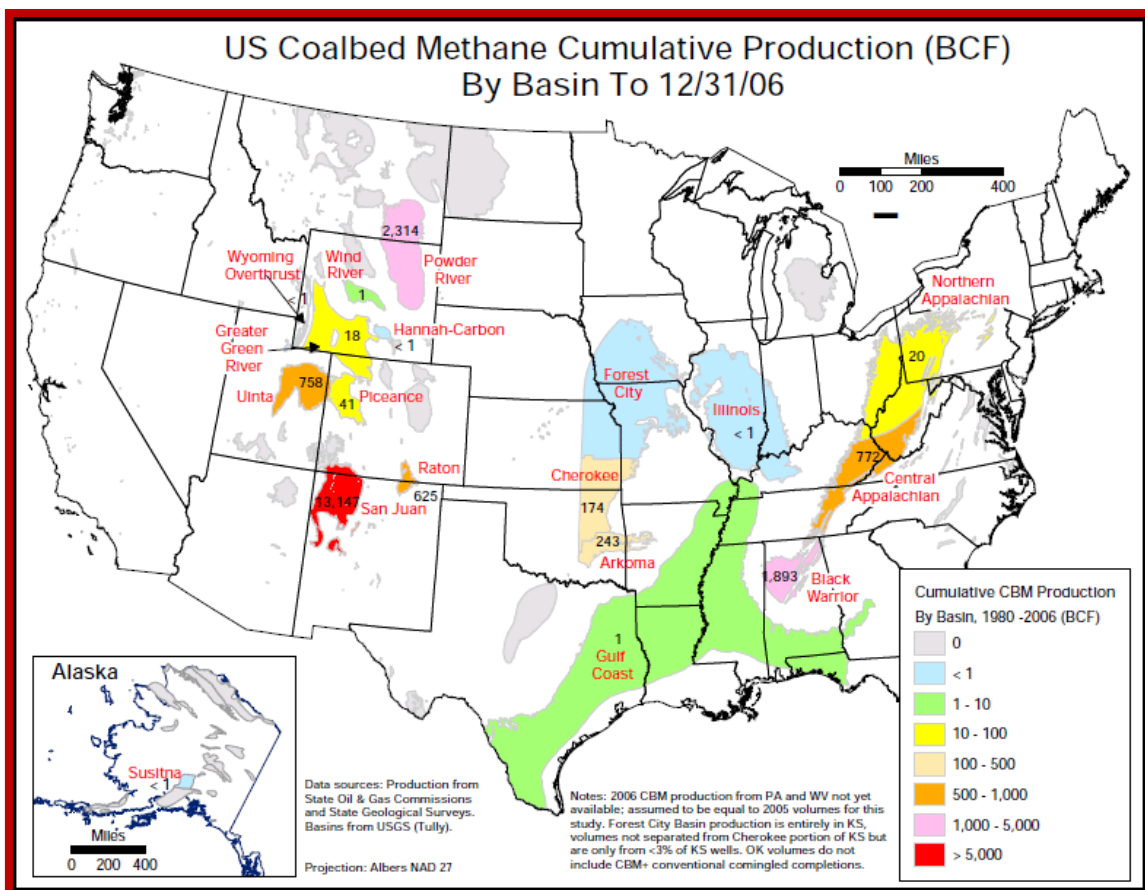 US Coalbed Methane Cumulative Production (BCF)
By Basin To 12/31/06
Miles
0 100 200 400
2,314
Wyoming
Overthrust
Wind
River
Powder
River
< 1
1
Northern
Appalachian
Greater
Green
River
18
Hannah-Carbon
< 1
20
Forest
City
Uinta
758
41
Piceance
Illinois
< 1
772
Central
Appalachian
Raton
625
13,147
San Juan
Cherokee
174
243
Arkoma
1,893
Black
Warrior
1
Gulf
Coast
Cumulative CBM Production
By Basin, 1980 -2006 (BCF)
0
< 1
1 - 10
10 - 100
100 - 500
500 - 1,000
1,000 - 5,000
> 5,000
Alaska
Susitna
< 1
Miles
0 200 400
Data sources: Production from
State Oil & Gas Commissions
and State Geological Surveys.
Basins from USGS (Tully).
Projection: Albers NAD 27
Notes: 2006 CBM production from PA and WV not yet
available; assumed to be equal to 2005 volumes for this
study. Forest City Basin production is entirely in KS,
volumes not separated from Cherokee portion of KS but
are only from <3% of KS wells. OK volumes do not
include CBM+ conventional comingled completions.